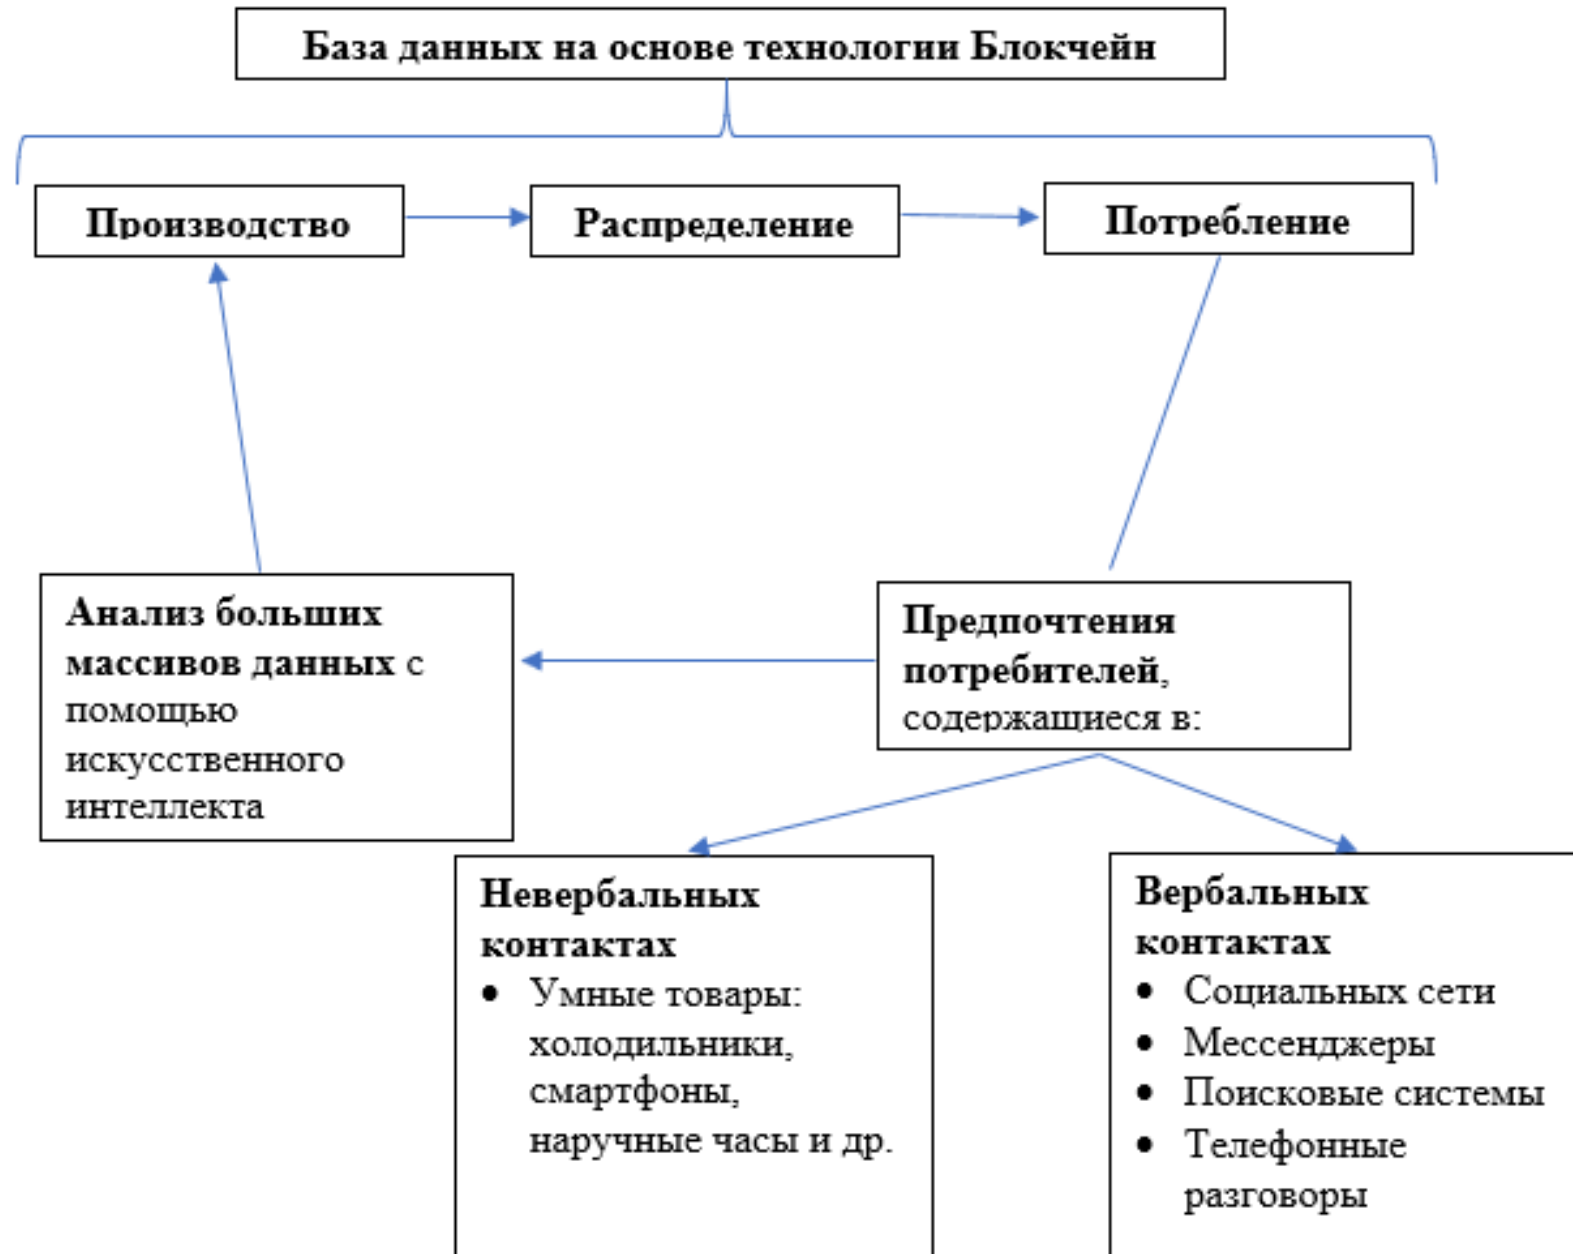 База данных на основе технологии Блокчейн
Производство
Распределение
Потребление
Анализ больших
массивов данных с
помощью
искусственного
интеллекта
Предпочтения
потребителей,
содержащиеся в:
Невербальных
контактах
• Умные товары:
холодильники,
смартфоны,
наручные часы и др.
Вербальных
контактах
• Социальных сети
• Мессенджеры
• Поисковые системы
• Телефонные
разговоры